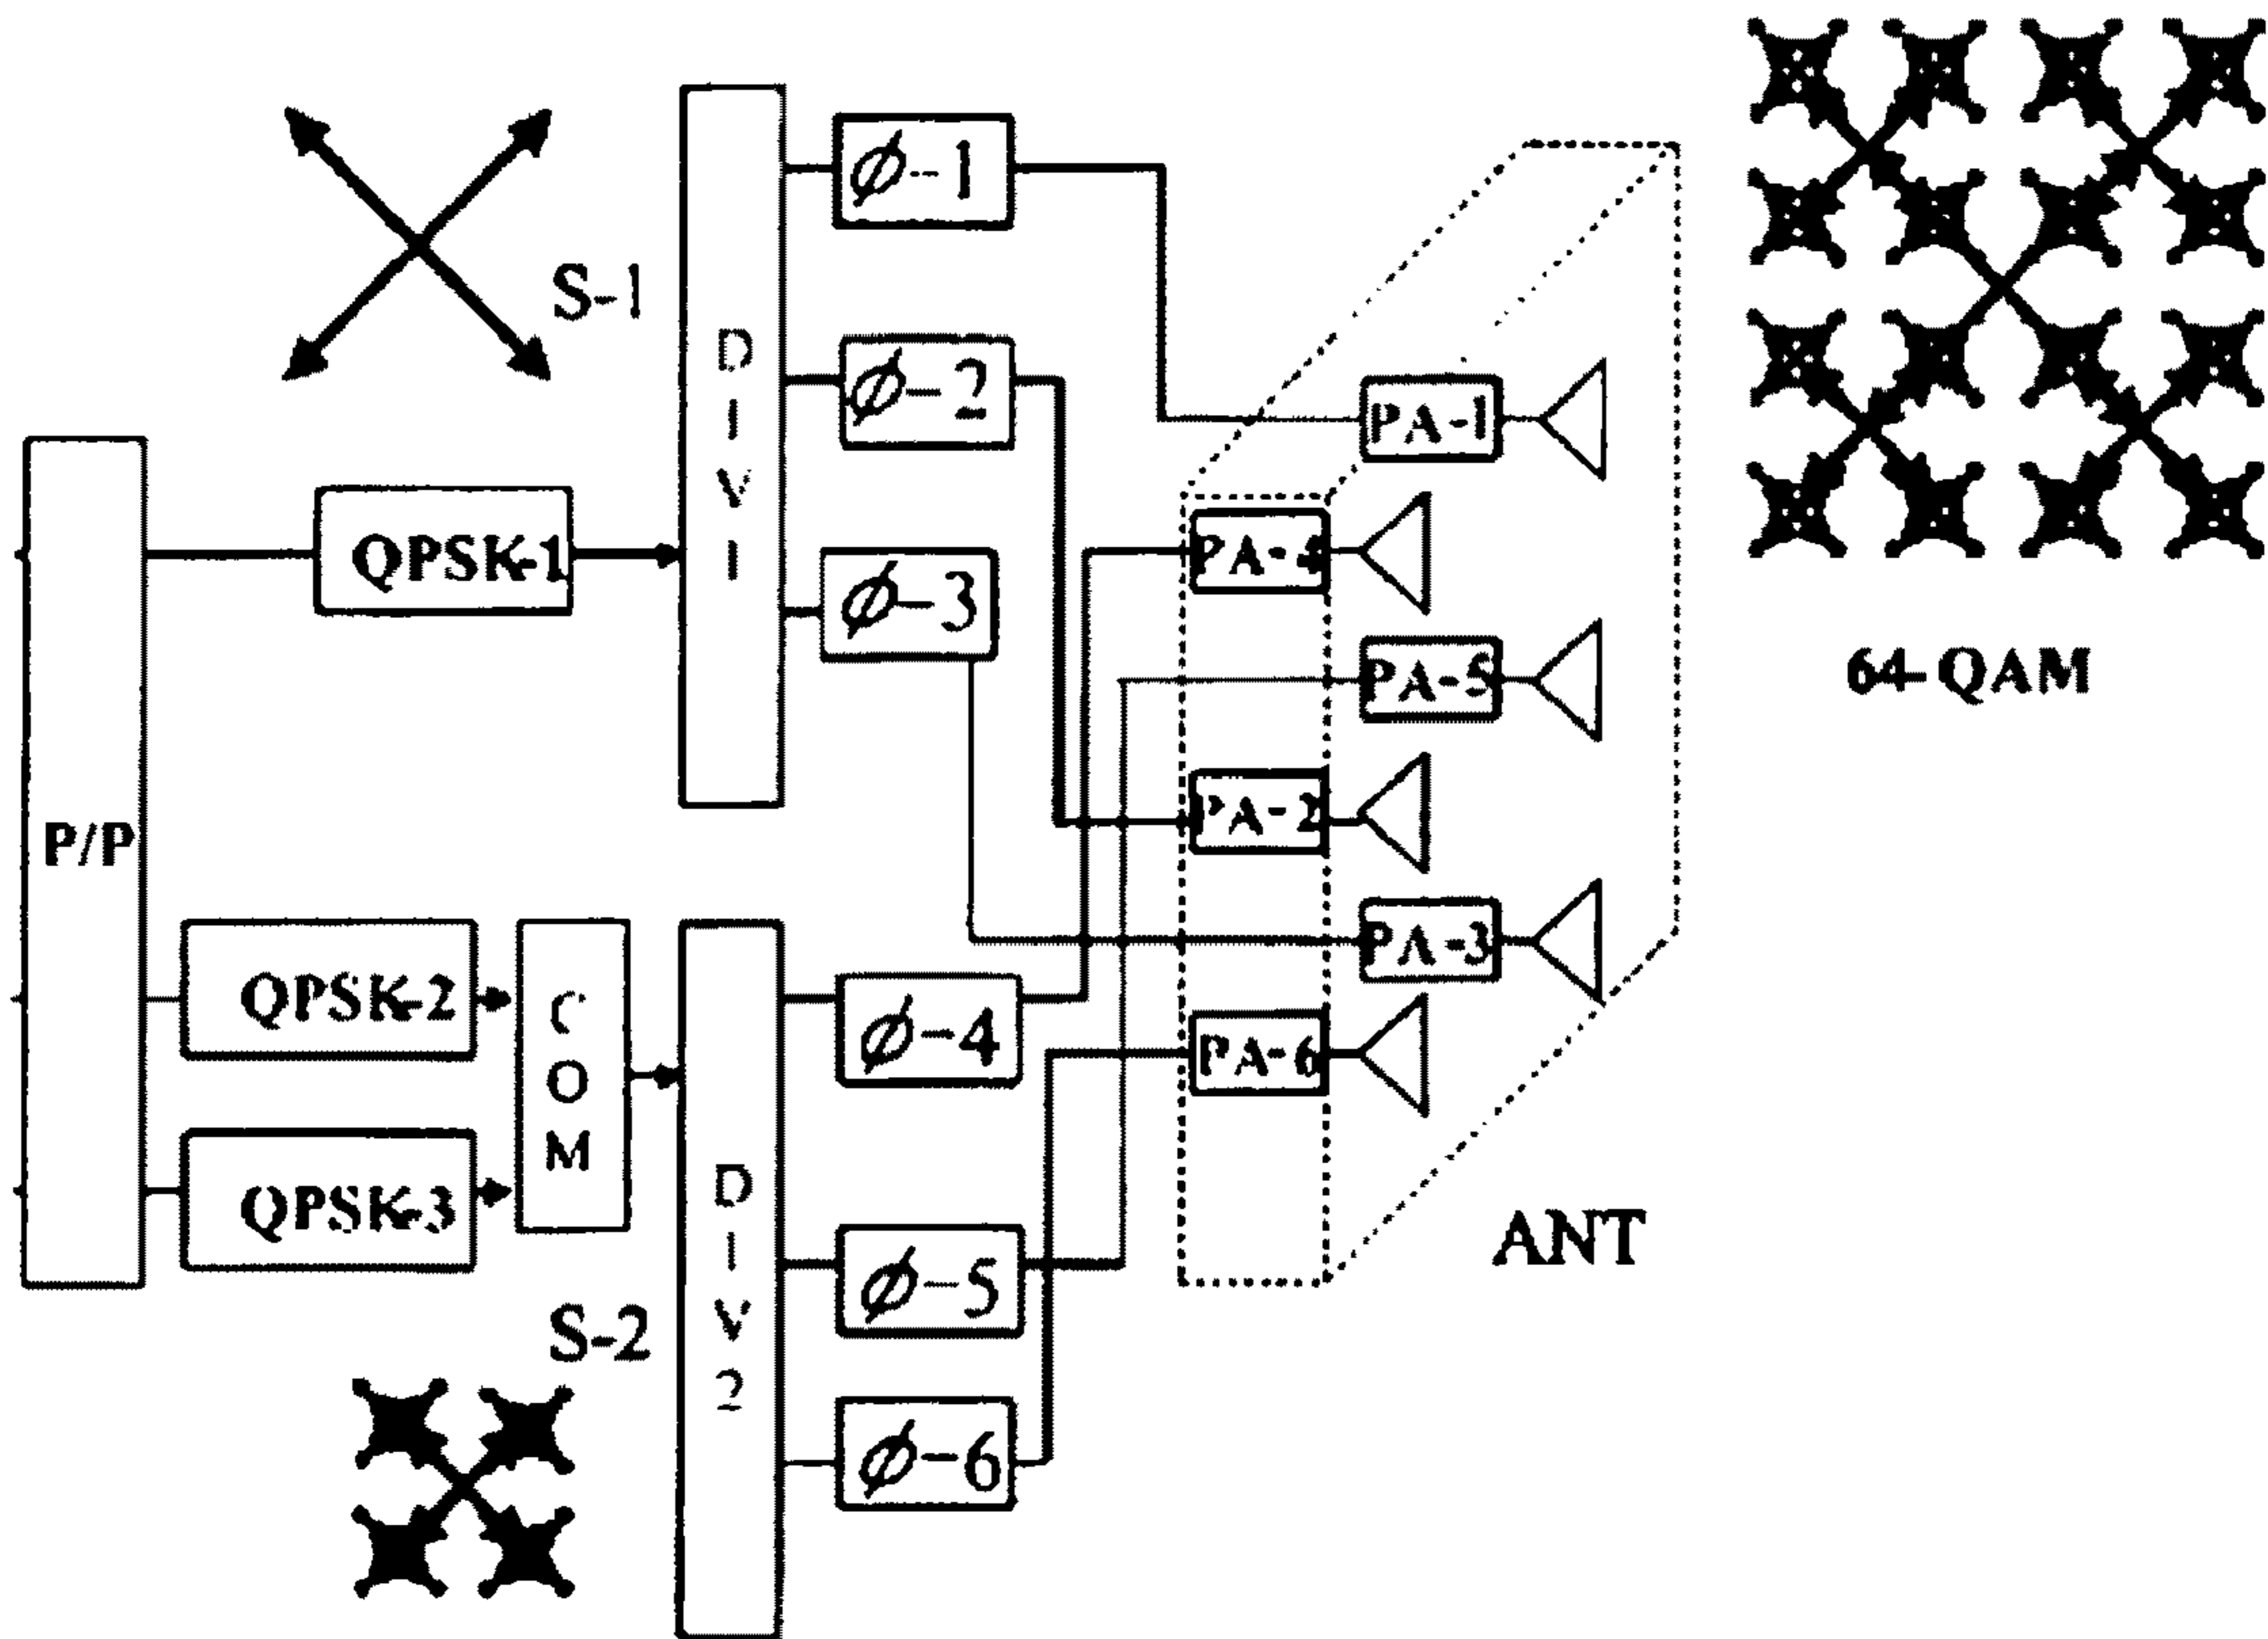 S-1
D
I
V
1
ø-1
ø-2
ø-3
PA-1
PA-4
PA-5
PA-2
PA-3
PA-6
64-QAM
QPSK-1
P/P
QPSK-2
QPSK-3
C
O
M
S-2
D
I
V
2
ø-4
ø-5
ø-6
ANT